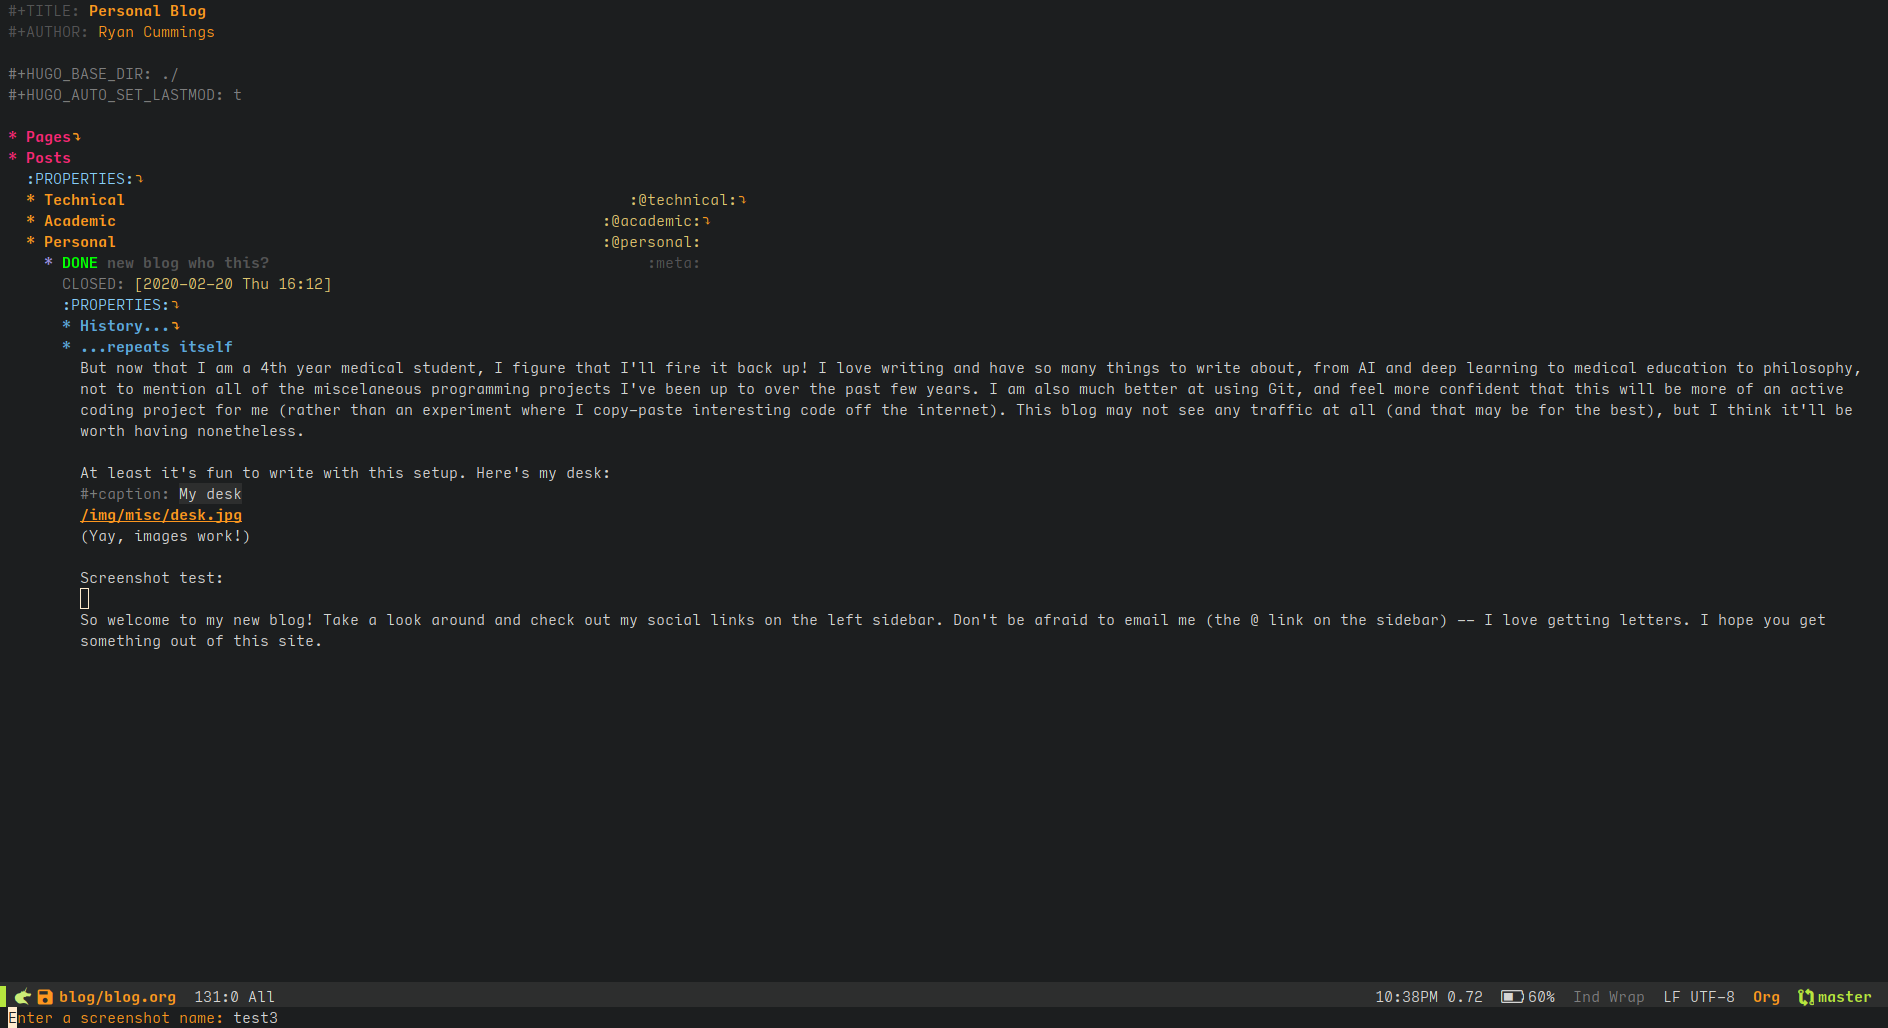 #+TITLE: Personal Blog
#+AUTHOR: Ryan Cummings
#+HUGO_BASE_DIR: ./
#+HUGO_AUTO_SET_LASTMOD: t
* Pages
* Posts
:PROPERTIES:
* Technical :@technical:
* Academic :@academic:
* Personal :@personal:
* DONE new blog who this? :meta:
CLOSED: [2020-02-20 Thu 16:12]
:PROPERTIES:
* History...
* ...repeats itself
But now that I am a 4th year medical student, I figure that I'll fire it back up! I love writing and have so many things to write about, from AI and deep learning to medical education to philosophy,
not to mention all of the miscelaneous programming projects I've been up to over the past few years. I am also much better at using Git, and feel more confident that this will be more of an active
coding project for me (rather than an experiment where I copy-paste interesting code off the internet). This blog may not see any traffic at all (and that may be for the best), but I think it'll be
worth having nonetheless.
At least it's fun to write with this setup. Here's my desk:
#+caption: My desk
/img/misc/desk.jpg
(Yay, images work!)
Screenshot test:
So welcome to my new blog! Take a look around and check out my social links on the left sidebar. Don't be afraid to email me (the @ link on the sidebar) -- I love getting letters. I hope you get
something out of this site.
blog/blog.org 131:0 All 10:38PM 0.72 60% Ind Wrap LF UTF-8 Org master
Enter a screenshot name: test3